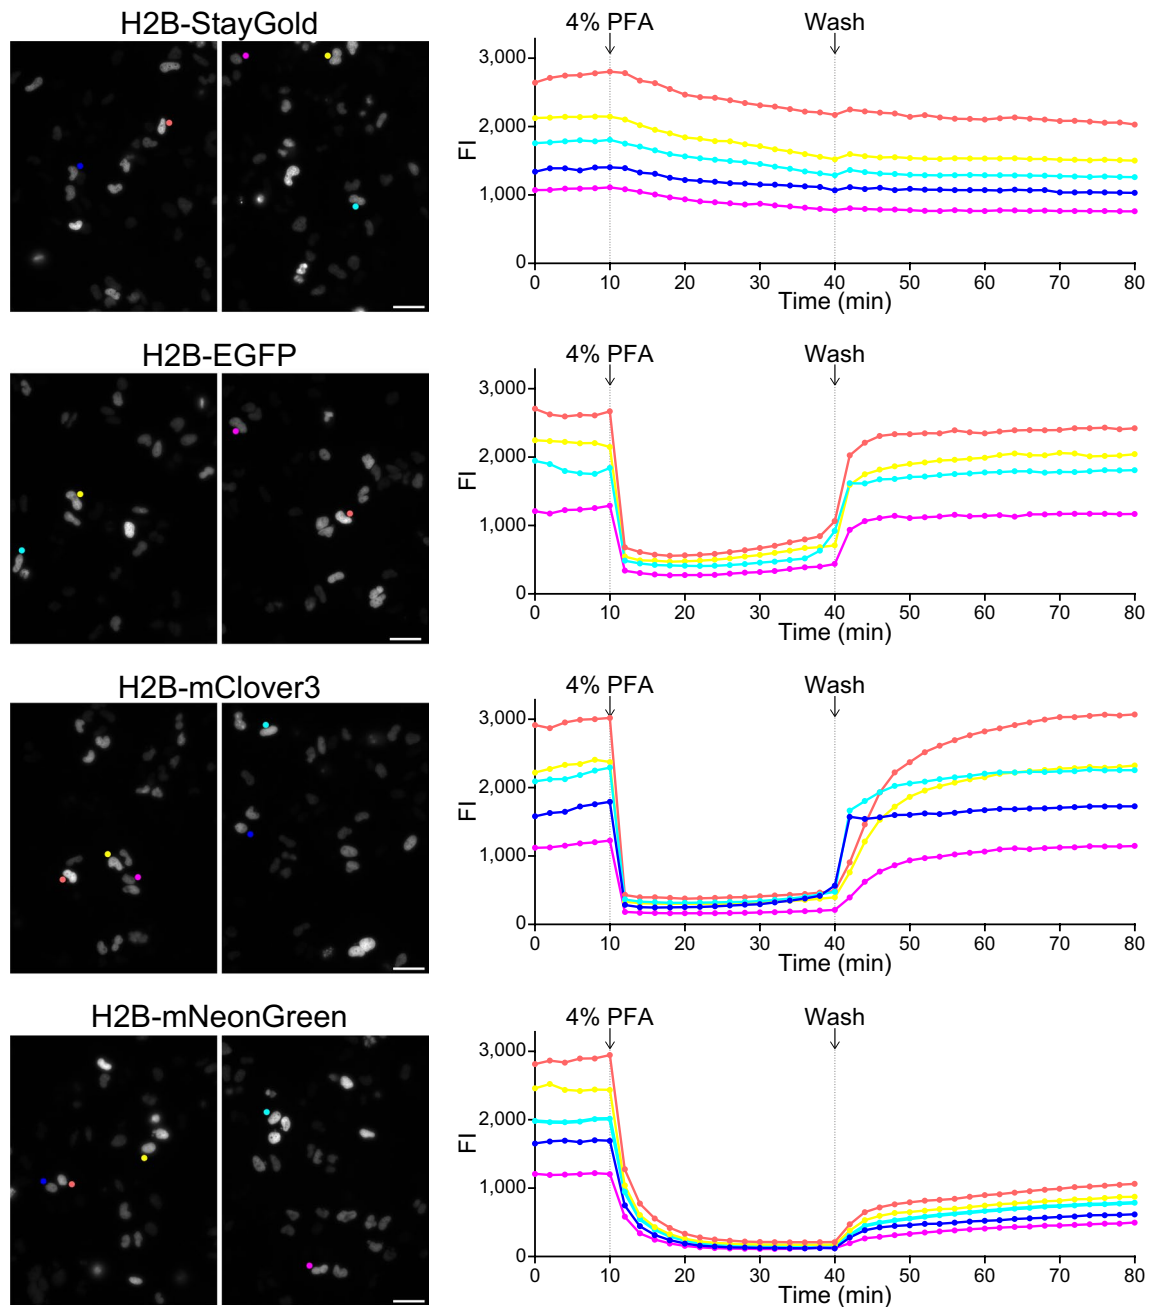 H2B-StayGold
4% PFA Wash
3,000
2,000
1,000
0
FI
0 10 20 30 40 50 60 70 80
Time (min)
H2B-EGFP
4% PFA Wash
3,000
2,000
1,000
0
FI
0 10 20 30 40 50 60 70 80
Time (min)
H2B-mClover3
4% PFA Wash
3,000
2,000
1,000
0
FI
0 10 20 30 40 50 60 70 80
Time (min)
H2B-mNeonGreen
4% PFA Wash
3,000
2,000
1,000
0
FI
0 10 20 30 40 50 60 70 80
Time (min)